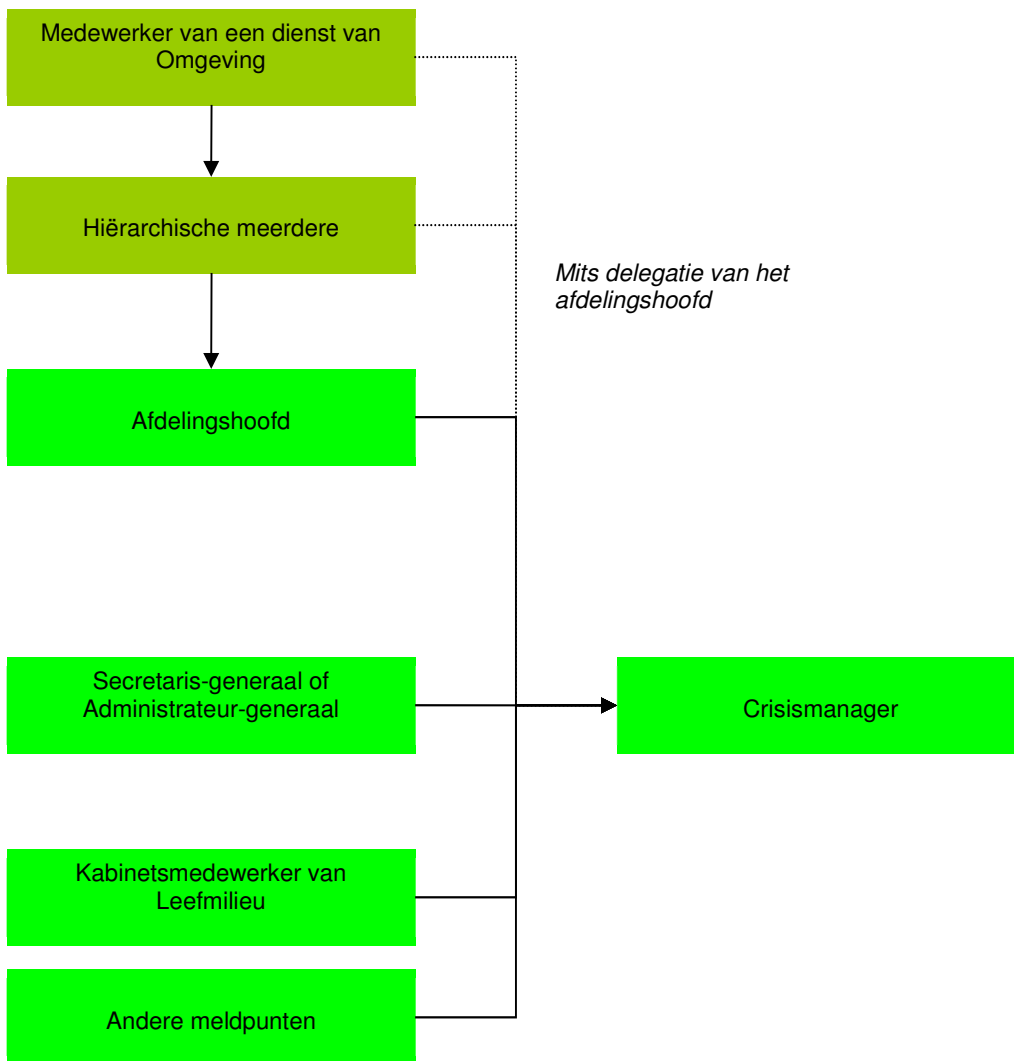 Medewerker van een dienst van
Omgeving
Hiërarchische meerdere
Mits delegatie van het
afdelingshoofd
Afdelingshoofd
Secretaris-generaal of
Administrateur-generaal
Crisismanager
Kabinetsmedewerker van
Leefmilieu
Andere meldpunten